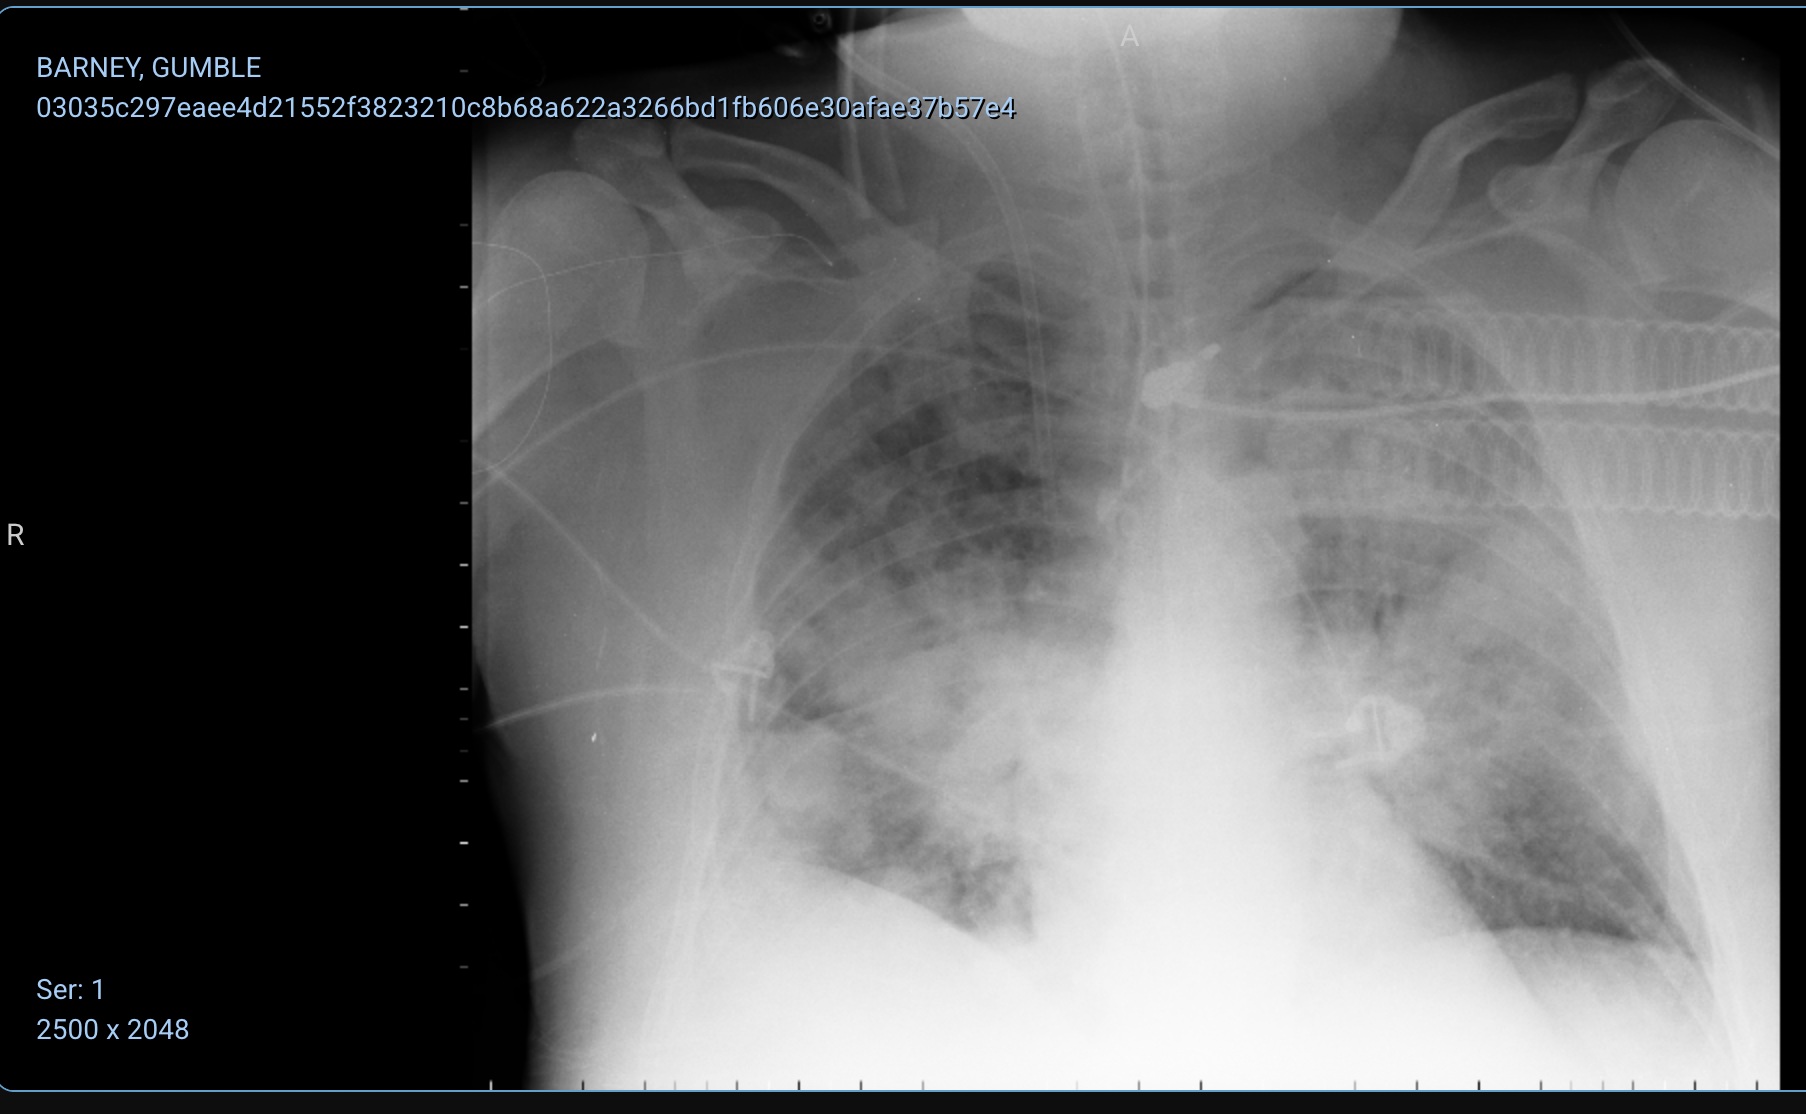 A
BARNEY, GUMBLE
03035c297eaee4d21552f3823210c8b68a622a3266bd1fb606e30afae37b57e4
R
Ser: 1
2500 x 2048